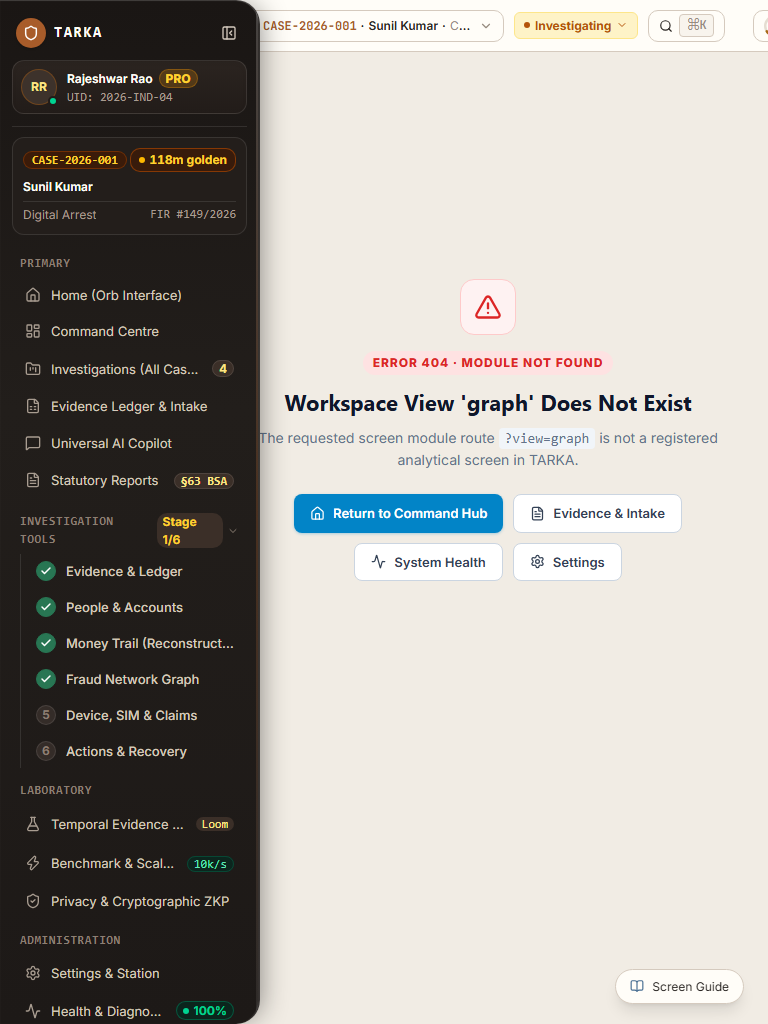 TARKA
CASE-2026-001 · Sunil Kumar · C...
Investigating
⌘K
RR
Rajeshwar Rao PRO
UID: 2026-IND-04
CASE-2026-001
118m golden
Sunil Kumar
Digital Arrest
FIR #149/2026
PRIMARY
Home (Orb Interface)
Command Centre
Investigations (All Cas...
4
Evidence Ledger & Intake
Universal AI Copilot
Statutory Reports
§63 BSA
INVESTIGATION
TOOLS
Stage
1/6
Evidence & Ledger
People & Accounts
Money Trail (Reconstruct...
Fraud Network Graph
5 Device, SIM & Claims
6 Actions & Recovery
LABORATORY
Temporal Evidence ...
Loom
Benchmark & Scal...
10k/s
Privacy & Cryptographic ZKP
ADMINISTRATION
Settings & Station
Health & Diagno...
100%
ERROR 404 · MODULE NOT FOUND
Workspace View 'graph' Does Not Exist
The requested screen module route ?view=graph is not a registered
analytical screen in TARKA.
Return to Command Hub
Evidence & Intake
System Health
Settings
Screen Guide